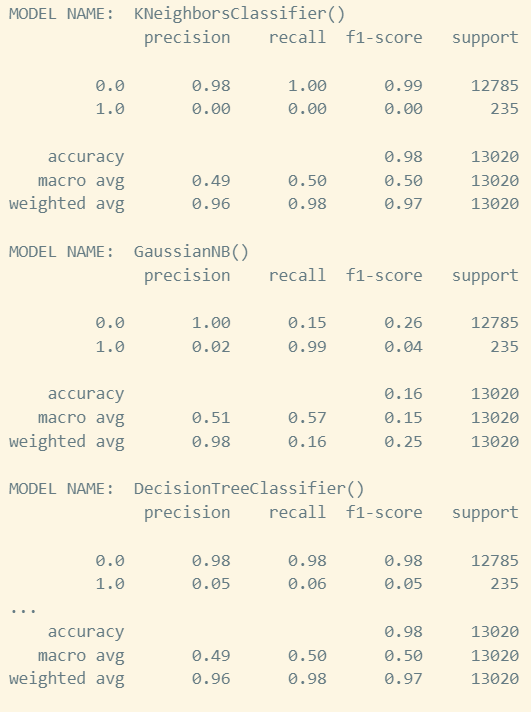 MODEL NAME:  KNeighborsClassifier()
              precision    recall  f1-score   support

         0.0       0.98      1.00      0.99     12785
         1.0       0.00      0.00      0.00       235

    accuracy                           0.98     13020
   macro avg       0.49      0.50      0.50     13020
weighted avg       0.96      0.98      0.97     13020

MODEL NAME:  GaussianNB()
              precision    recall  f1-score   support

         0.0       1.00      0.15      0.26     12785
         1.0       0.02      0.99      0.04       235

    accuracy                           0.16     13020
   macro avg       0.51      0.57      0.15     13020
weighted avg       0.98      0.16      0.25     13020

MODEL NAME:  DecisionTreeClassifier()
              precision    recall  f1-score   support

         0.0       0.98      0.98      0.98     12785
         1.0       0.05      0.06      0.05       235
...
    accuracy                           0.98     13020
   macro avg       0.49      0.50      0.50     13020
weighted avg       0.96      0.98      0.97     13020